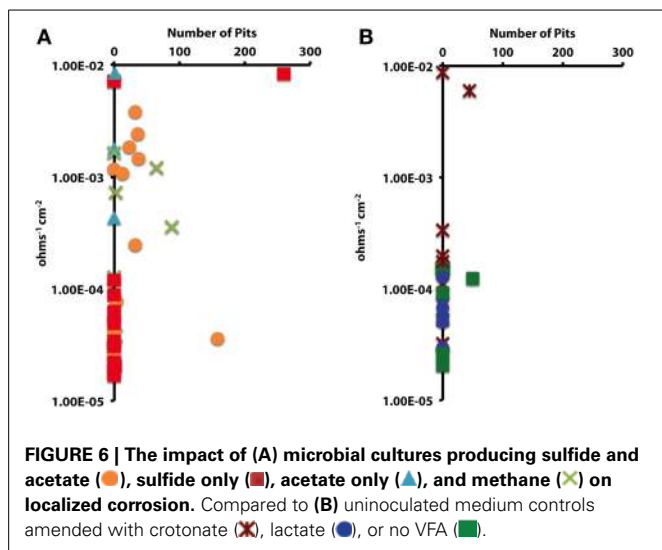 A
Number of Pits
0 100 200 300
1.00E-02
1.00E-03
1.00E-04
1.00E-05
ohms⁻¹ cm⁻²
B
Number of Pits
0 100 200 300
1.00E-02
1.00E-03
1.00E-04
1.00E-05
ohms⁻¹ cm⁻²
FIGURE 6 | The impact of (A) microbial cultures producing sulfide and
acetate (●), sulfide only (■), acetate only (▲), and methane (✕) on
localized corrosion. Compared to (B) uninoculated medium controls
amended with crotonate (✖), lactate (●), or no VFA (■).